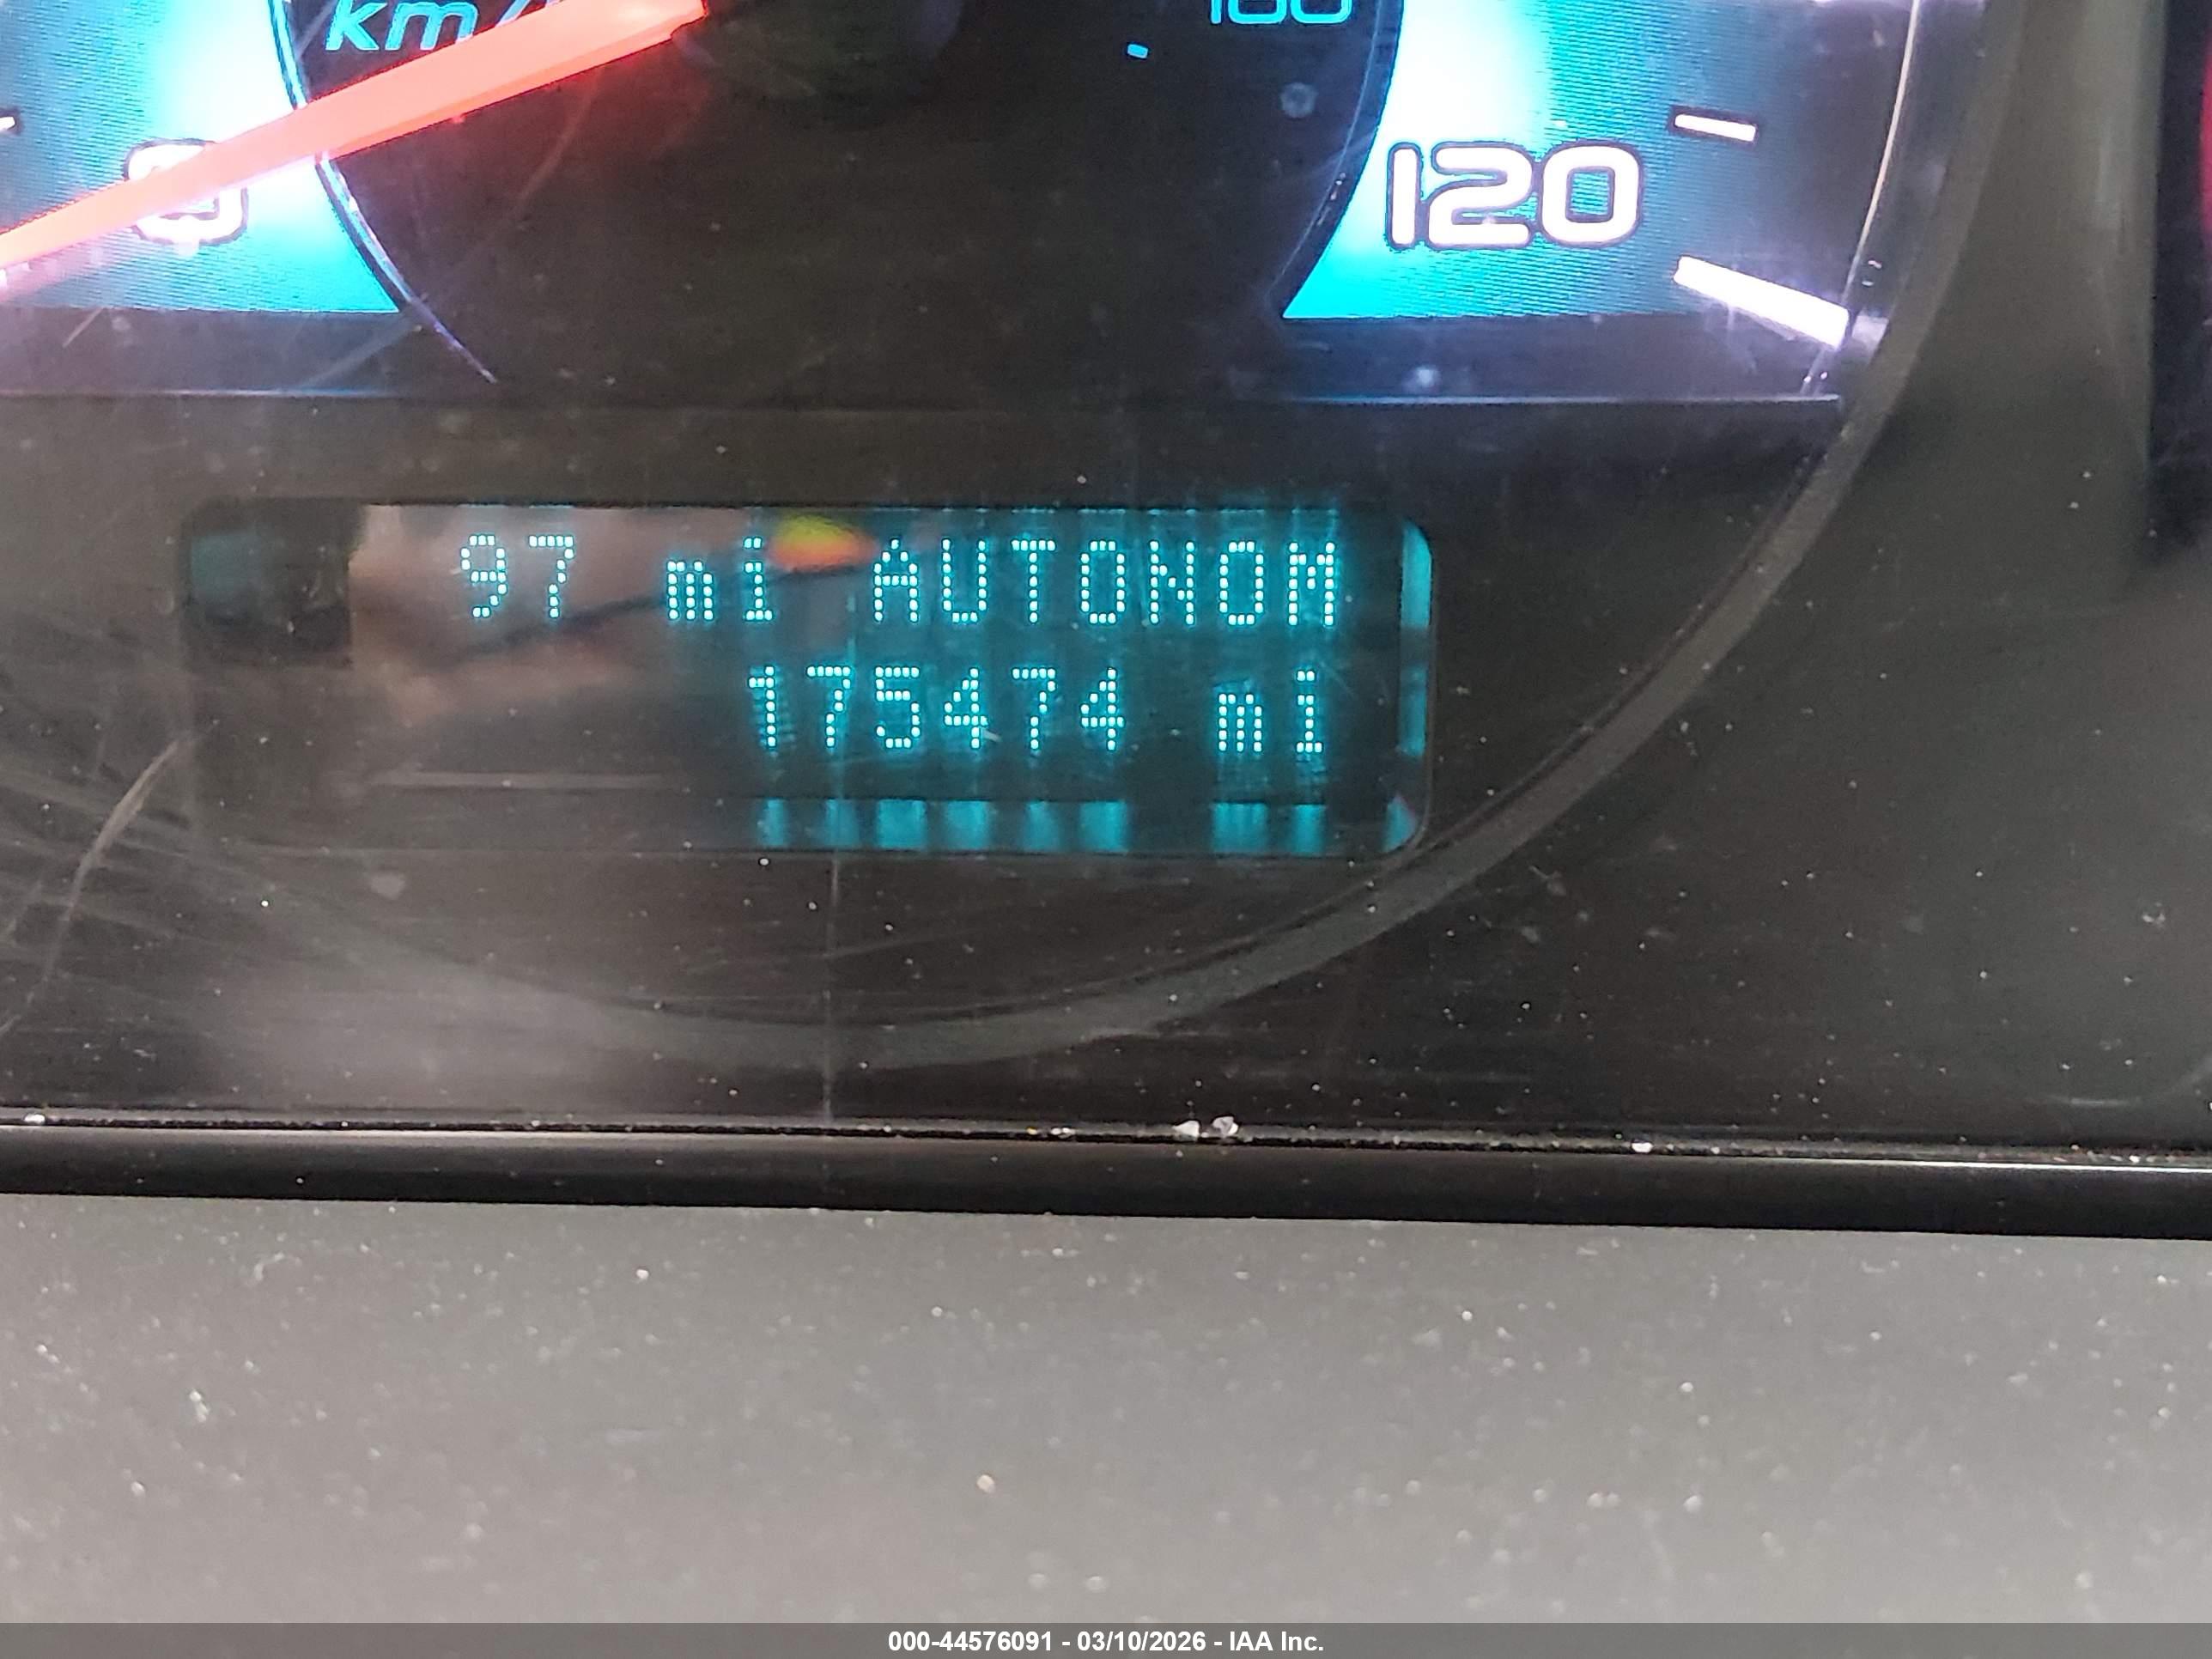 km/
100
120
97 mi AUTONOM
175474 mi
000-44576091 - 03/10/2026 - IAA Inc.